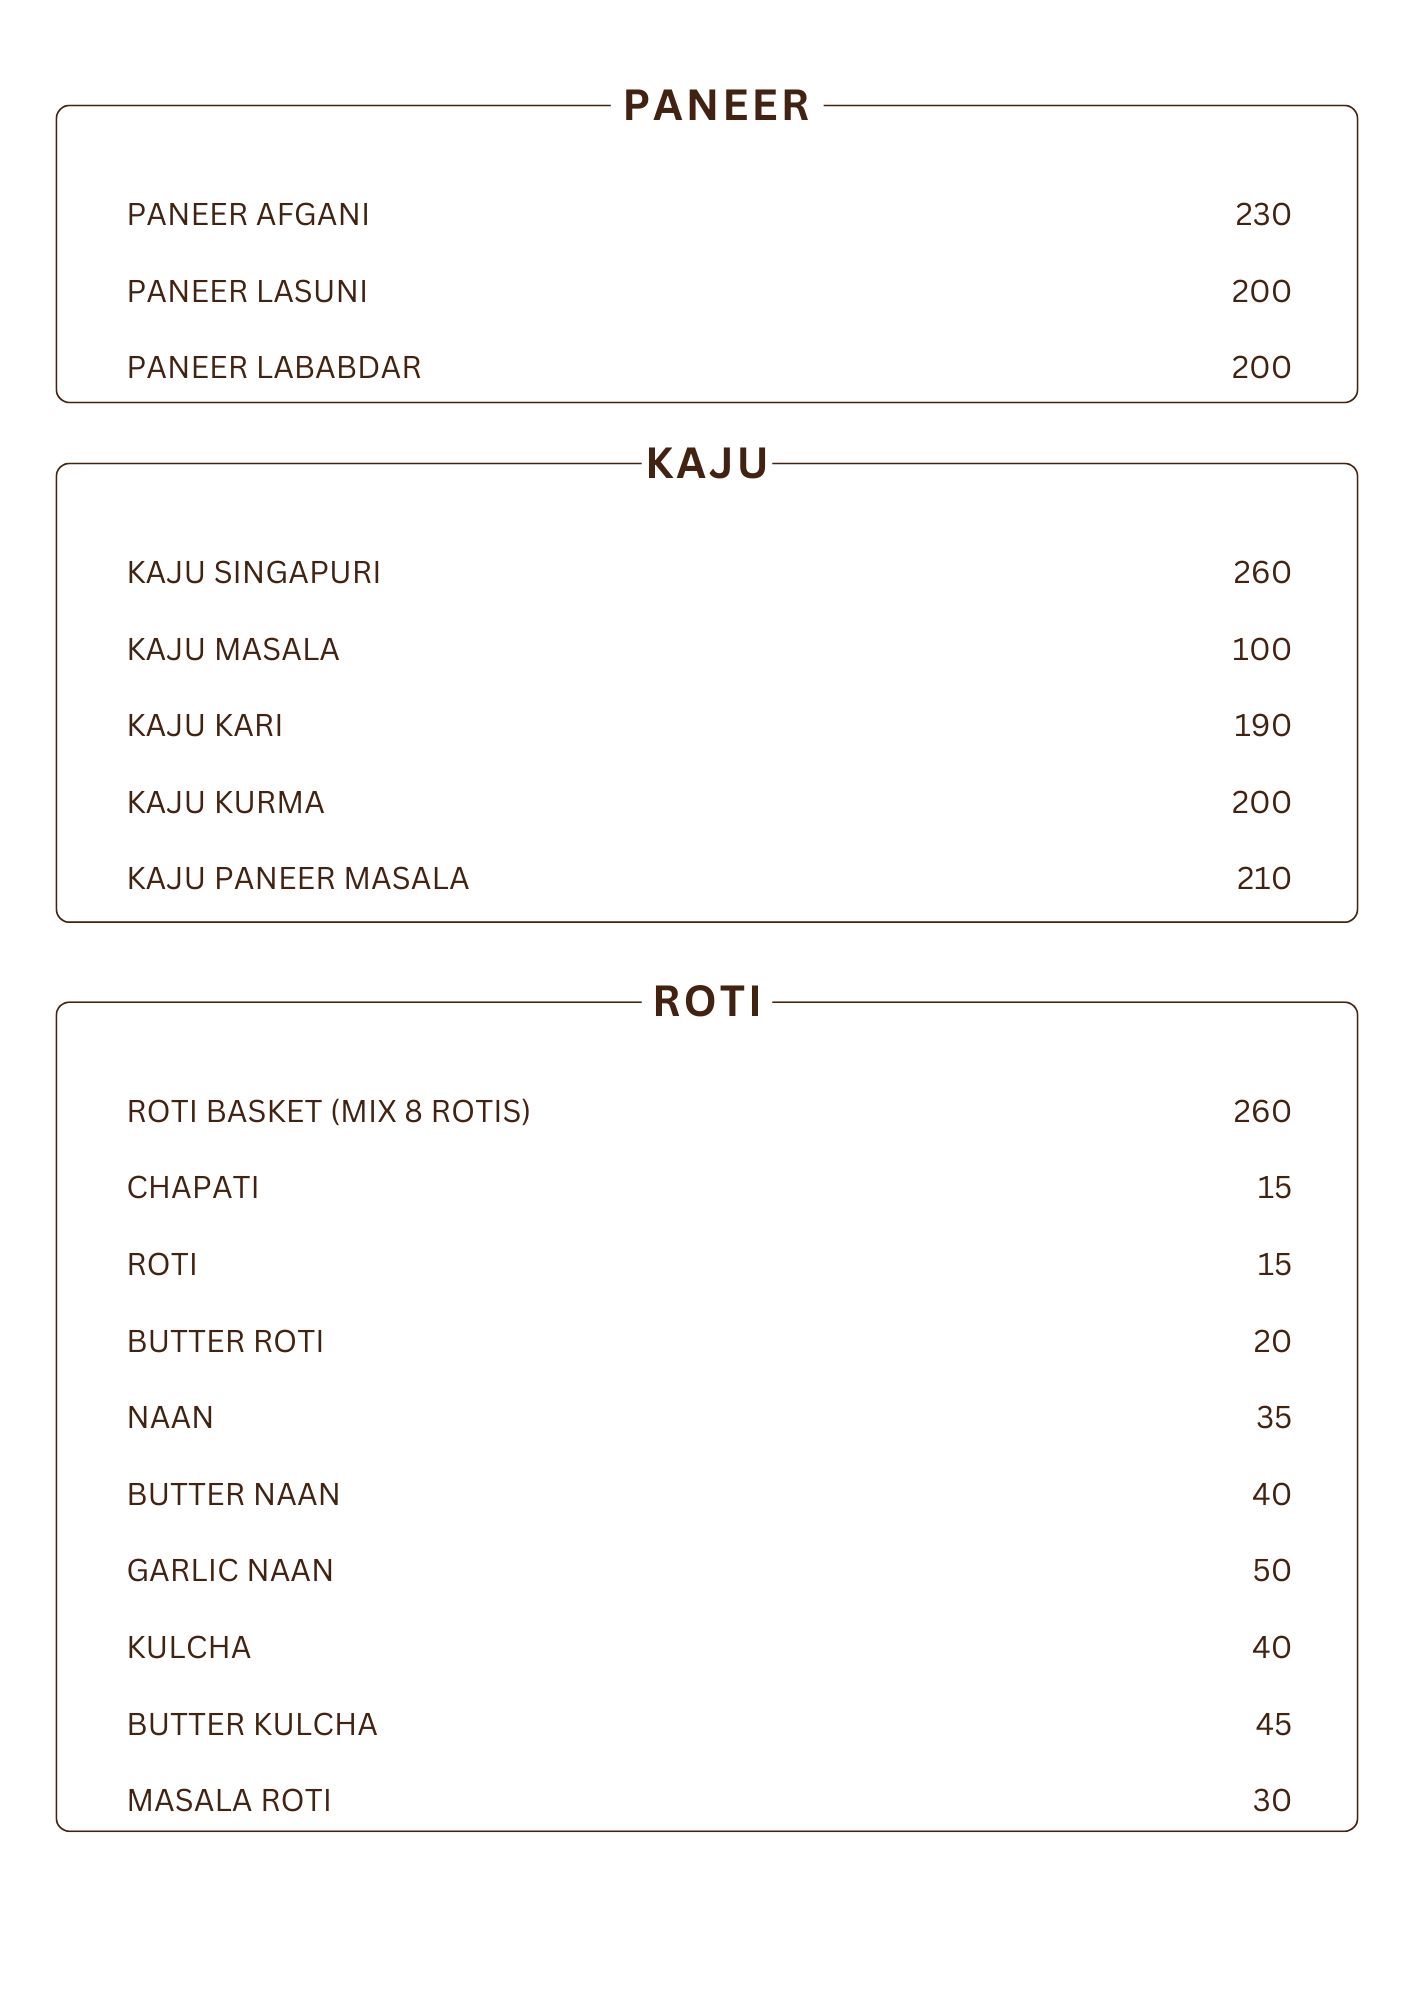 PANEER
PANEER AFGANI 230
PANEER LASUNI 200
PANEER LABABDAR 200
KAJU
KAJU SINGAPURI 260
KAJU MASALA 100
KAJU KARI 190
KAJU KURMA 200
KAJU PANEER MASALA 210
ROTI
ROTI BASKET (MIX 8 ROTIS) 260
CHAPATI 15
ROTI 15
BUTTER ROTI 20
NAAN 35
BUTTER NAAN 40
GARLIC NAAN 50
KULCHA 40
BUTTER KULCHA 45
MASALA ROTI 30